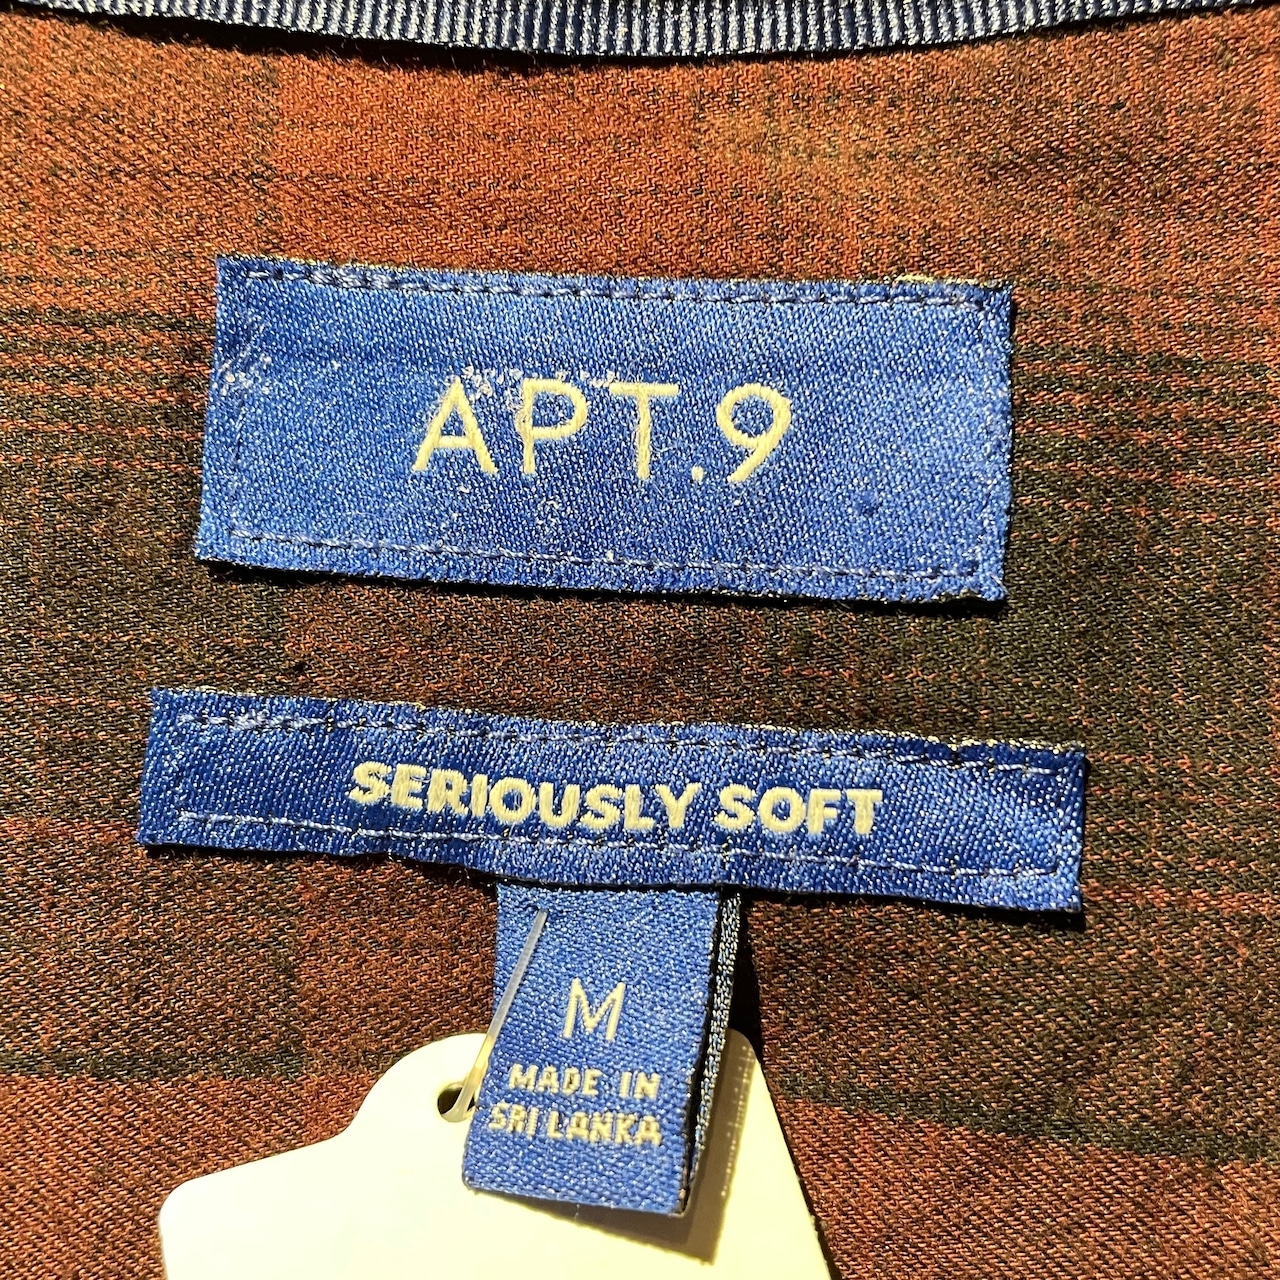 APT.9
SERIOUSLY SOFT
M
MADE IN
SRI LANKA